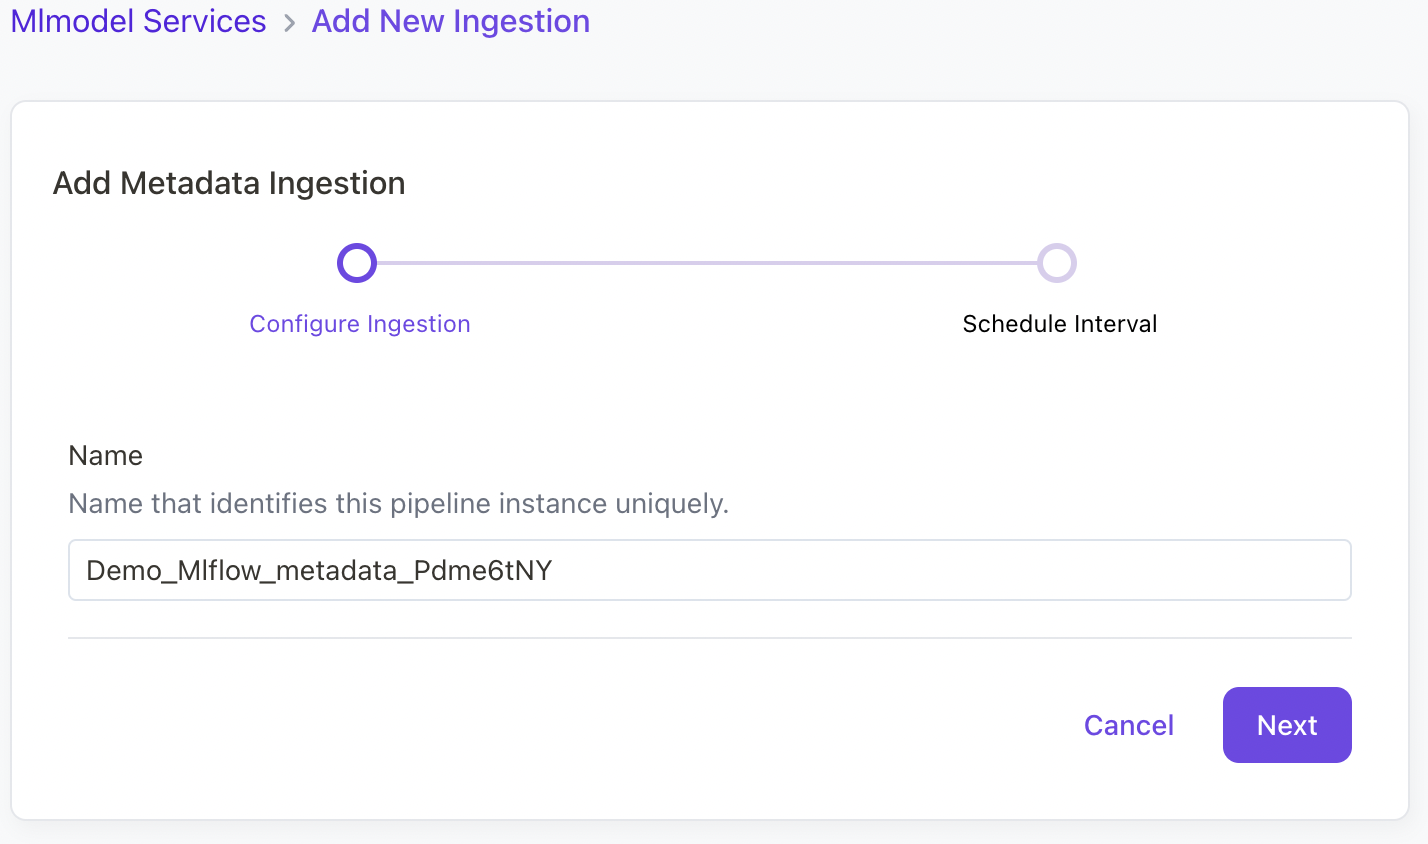 Mlmodel Services > Add New Ingestion
Add Metadata Ingestion
Configure Ingestion
Schedule Interval
Name
Name that identifies this pipeline instance uniquely.
Demo_Mlflow_metadata_Pdme6tNY
Cancel
Next